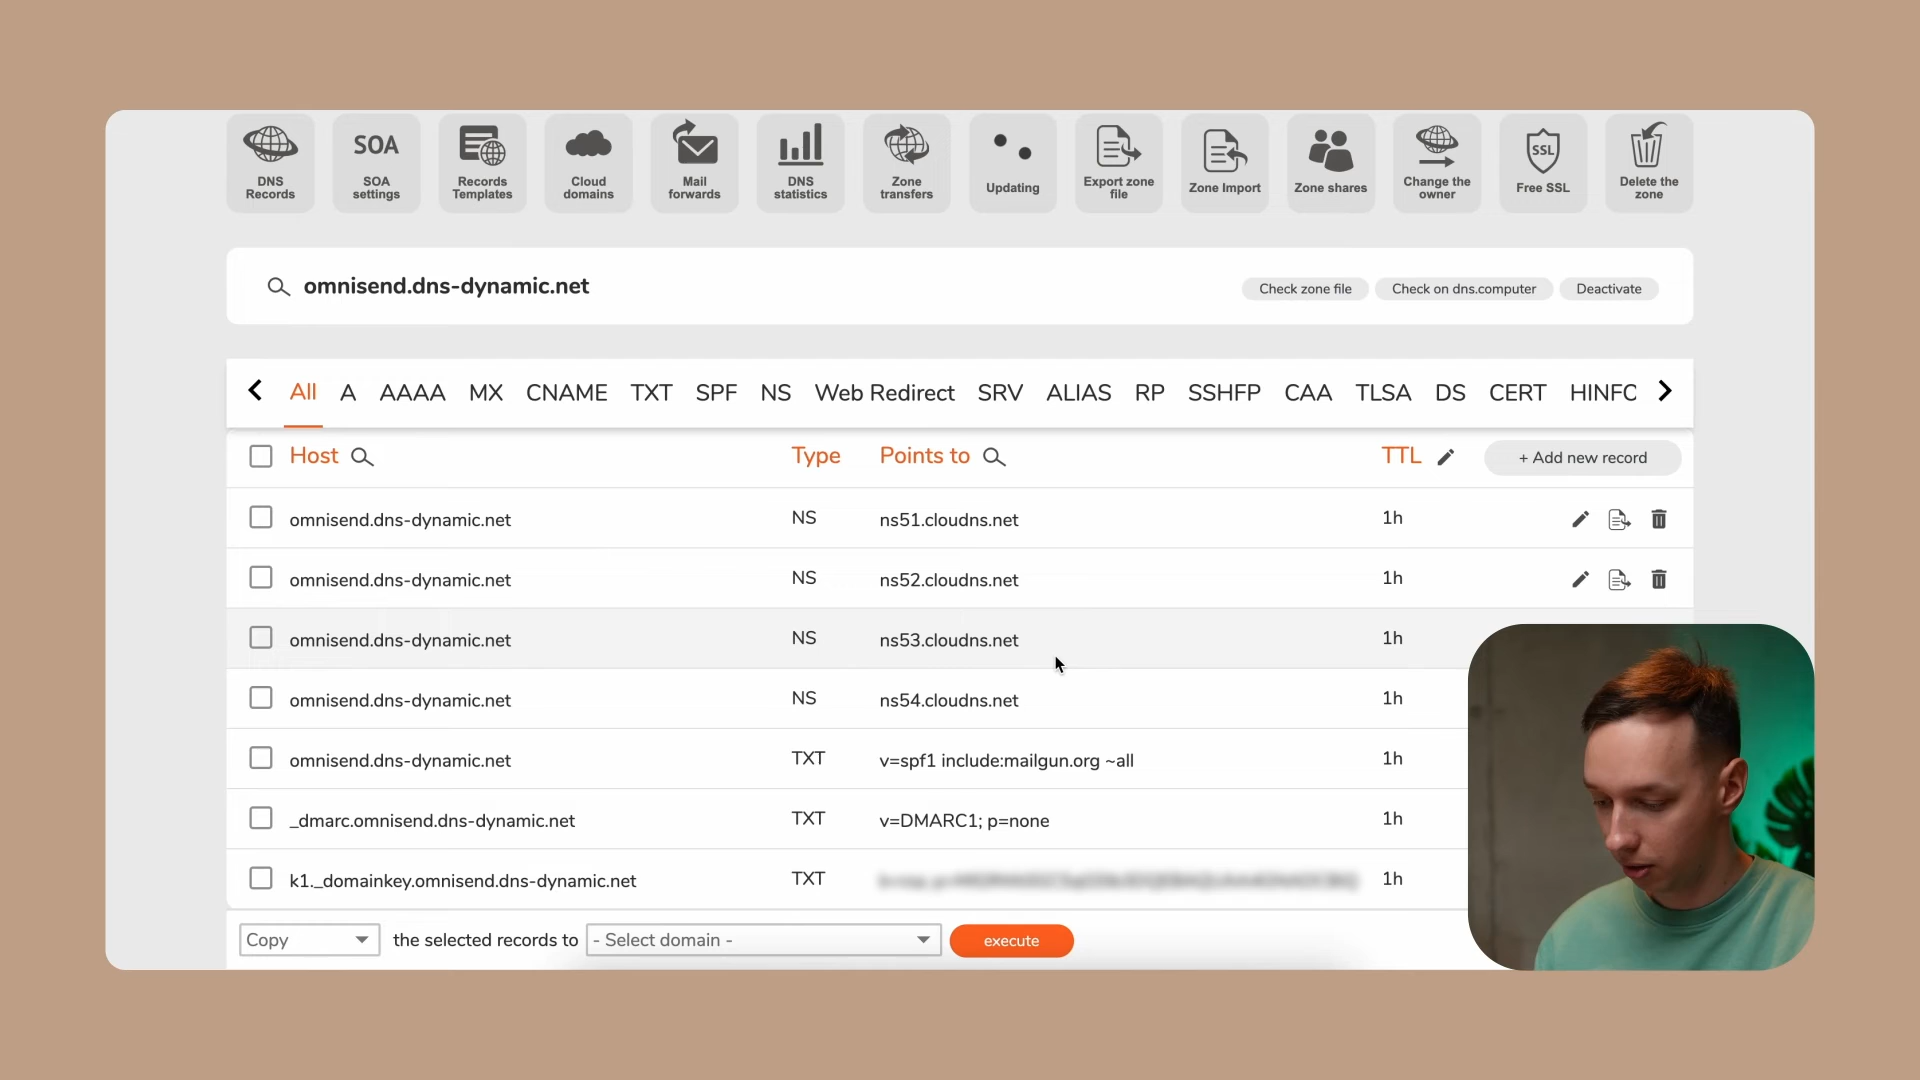 SOA
SSL
DNS Records
SOA settings
Records Templates
Cloud domains
Mail forwards
DNS statistics
Zone transfers
Updating
Export zone file
Zone Import
Zone shares
Change the owner
Free SSL
Delete the zone
omnisend.dns-dynamic.net
Check zone file Check on dns.computer Deactivate
All A AAAA MX CNAME TXT SPF NS Web Redirect SRV ALIAS RP SSHFP CAA TLSA DS CERT HINFO
Host Type Points to TTL + Add new record
omnisend.dns-dynamic.net NS ns51.cloudns.net 1h
omnisend.dns-dynamic.net NS ns52.cloudns.net 1h
omnisend.dns-dynamic.net NS ns53.cloudns.net 1h
omnisend.dns-dynamic.net NS ns54.cloudns.net 1h
omnisend.dns-dynamic.net TXT v=spf1 include:mailgun.org ~all 1h
_dmarc.omnisend.dns-dynamic.net TXT v=DMARC1; p=none 1h
k1._domainkey.omnisend.dns-dynamic.net TXT 1h
Copy the selected records to - Select domain - execute